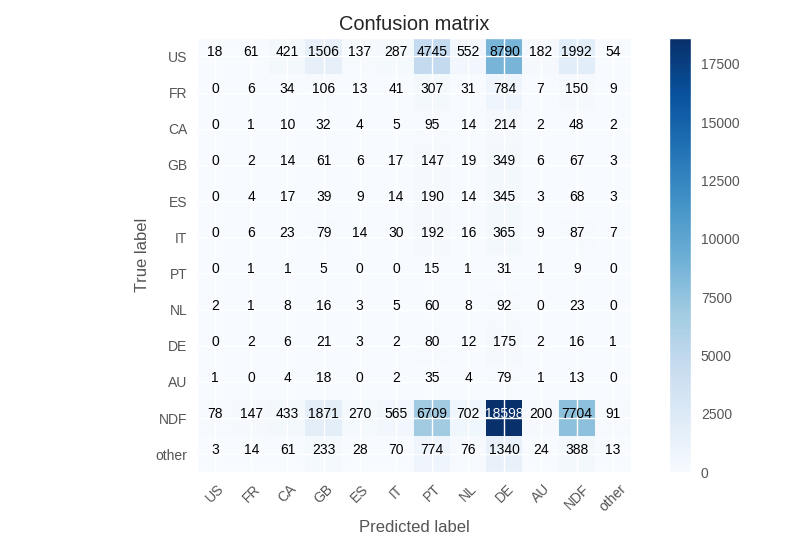 Confusion matrix
US 18 61 421 1506 137 287 4745 552 8790 182 1992 54
FR 0 6 34 106 13 41 307 31 784 7 150 9
CA 0 1 10 32 4 5 95 14 214 2 48 2
GB 0 2 14 61 6 17 147 19 349 6 67 3
ES 0 4 17 39 9 14 190 14 345 3 68 3
IT 0 6 23 79 14 30 192 16 365 9 87 7
PT 0 1 1 5 0 0 15 1 31 1 9 0
NL 2 1 8 16 3 5 60 8 92 0 23 0
DE 0 2 6 21 3 2 80 12 175 2 16 1
AU 1 0 4 18 0 2 35 4 79 1 13 0
NDF 78 147 433 1871 270 565 6709 702 18598 200 7704 91
other 3 14 61 233 28 70 774 76 1340 24 388 13
US FR CA GB ES IT PT NL DE AU NDF other
Predicted label
True label
17500
15000
12500
10000
7500
5000
2500
0